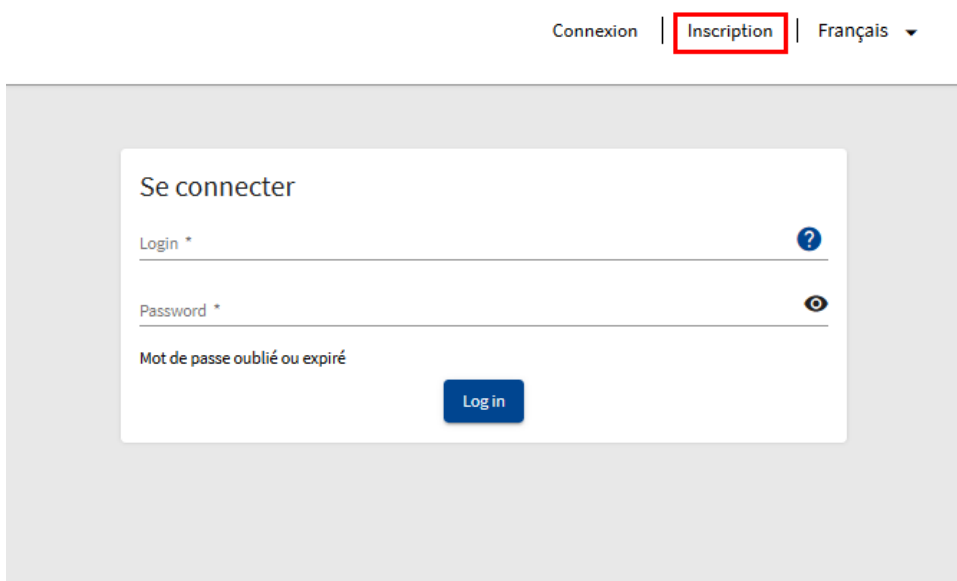 Connexion Inscription Français
Se connecter
Login *
Password *
Mot de passe oublié ou expiré
Log in